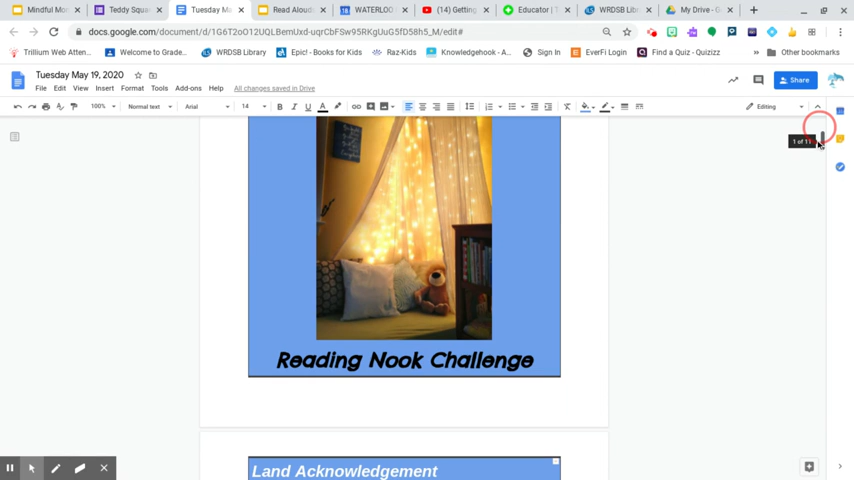 Mindful Mor
Teddy Squa
Tuesday Ma
Read Alouds
WATERLOO
(14) Getting
Educator | T
WRDSB Lib
My Drive - G
docs.google.com/document/d/1G6T2oO12UQLBemUxd-uqrCbFSw95RKgUuG5fD58h5_M/edit#
Trillium Web Atten...
Welcome to Grade...
WRDSB Library
Epic! - Books for Kids
Raz-Kids
Knowledgehook - A...
Sign In
EverFi Login
Find a Quiz - Quizizz
Other bookmarks
Tuesday May 19, 2020
File Edit View Insert Format Tools Add-ons Help All changes saved in Drive
Share
100% Normal text Arial 14 B I U A Editing
1 of 11
Reading Nook Challenge
Land Acknowledgement